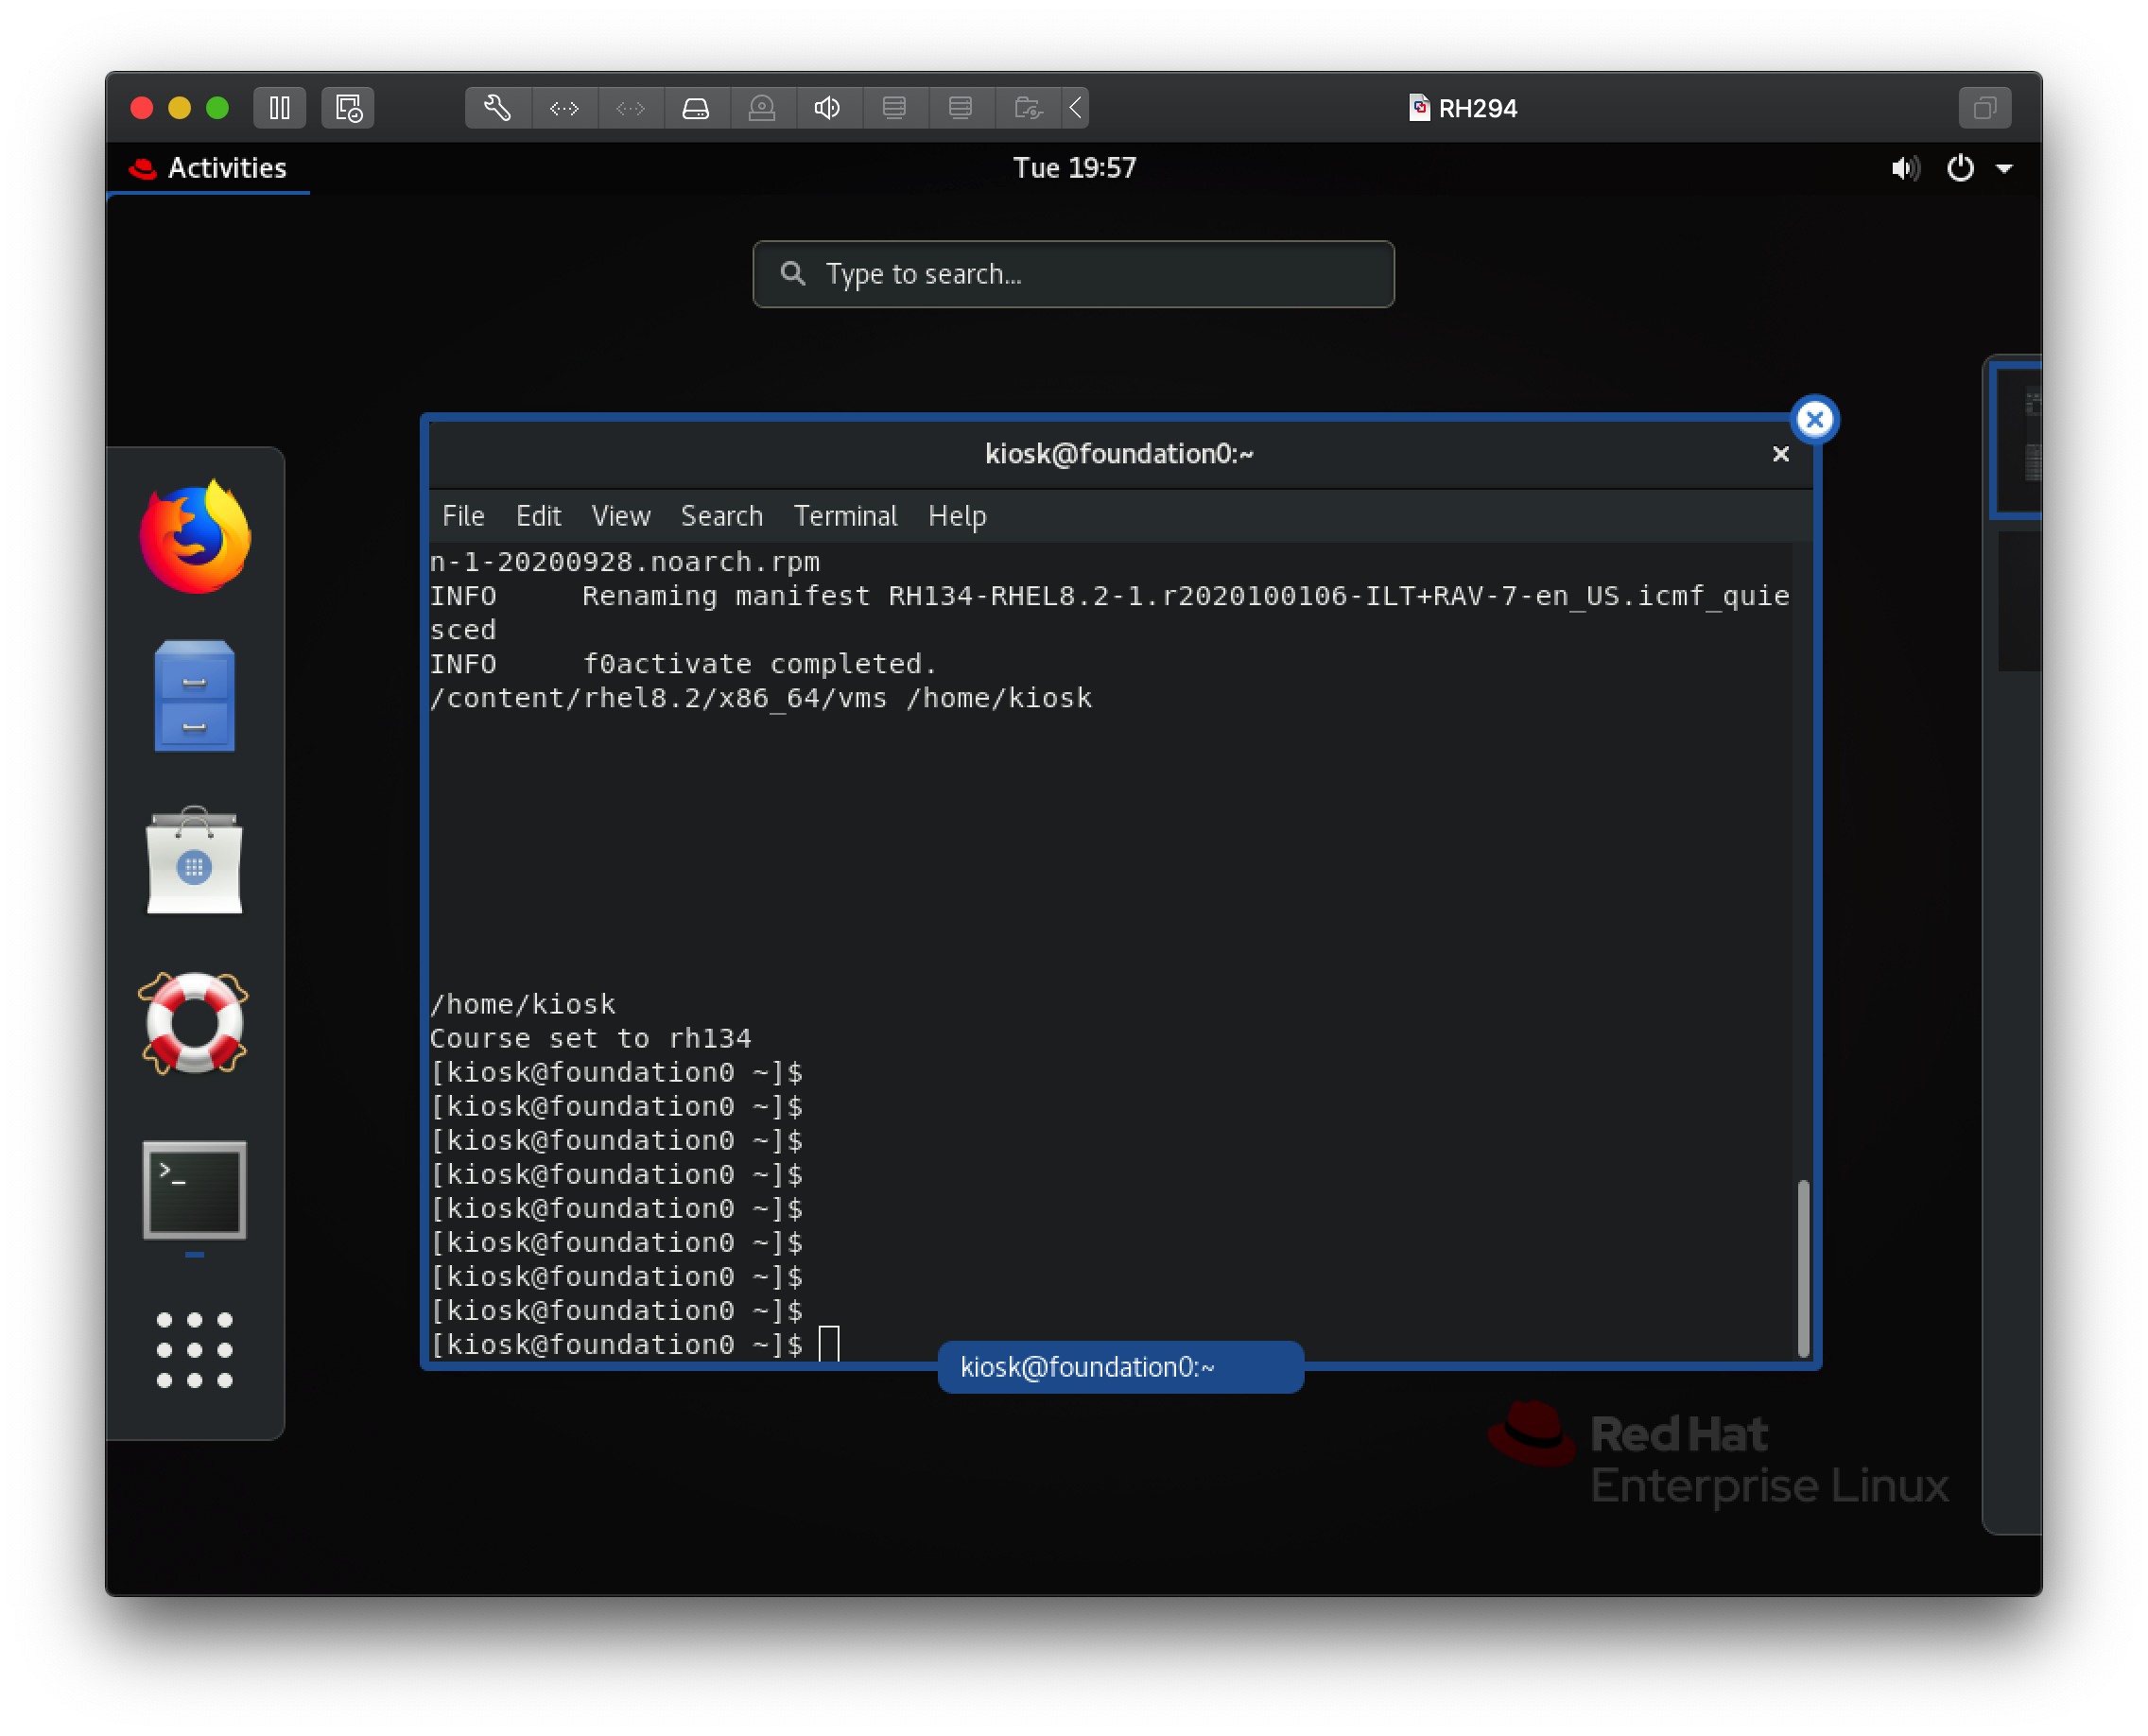 RH294
Activities
Tue 19:57
Type to search...
kiosk@foundation0:~
File Edit View Search Terminal Help
n-1-20200928.noarch.rpm
INFO     Renaming manifest RH134-RHEL8.2-1.r2020100106-ILT+RAV-7-en_US.icmf_quie
sced
INFO     f0activate completed.
/content/rhel8.2/x86_64/vms /home/kiosk
/home/kiosk
Course set to rh134
[kiosk@foundation0 ~]$
[kiosk@foundation0 ~]$
[kiosk@foundation0 ~]$
[kiosk@foundation0 ~]$
[kiosk@foundation0 ~]$
[kiosk@foundation0 ~]$
[kiosk@foundation0 ~]$
[kiosk@foundation0 ~]$
[kiosk@foundation0 ~]$
kiosk@foundation0:~
Red Hat
Enterprise Linux